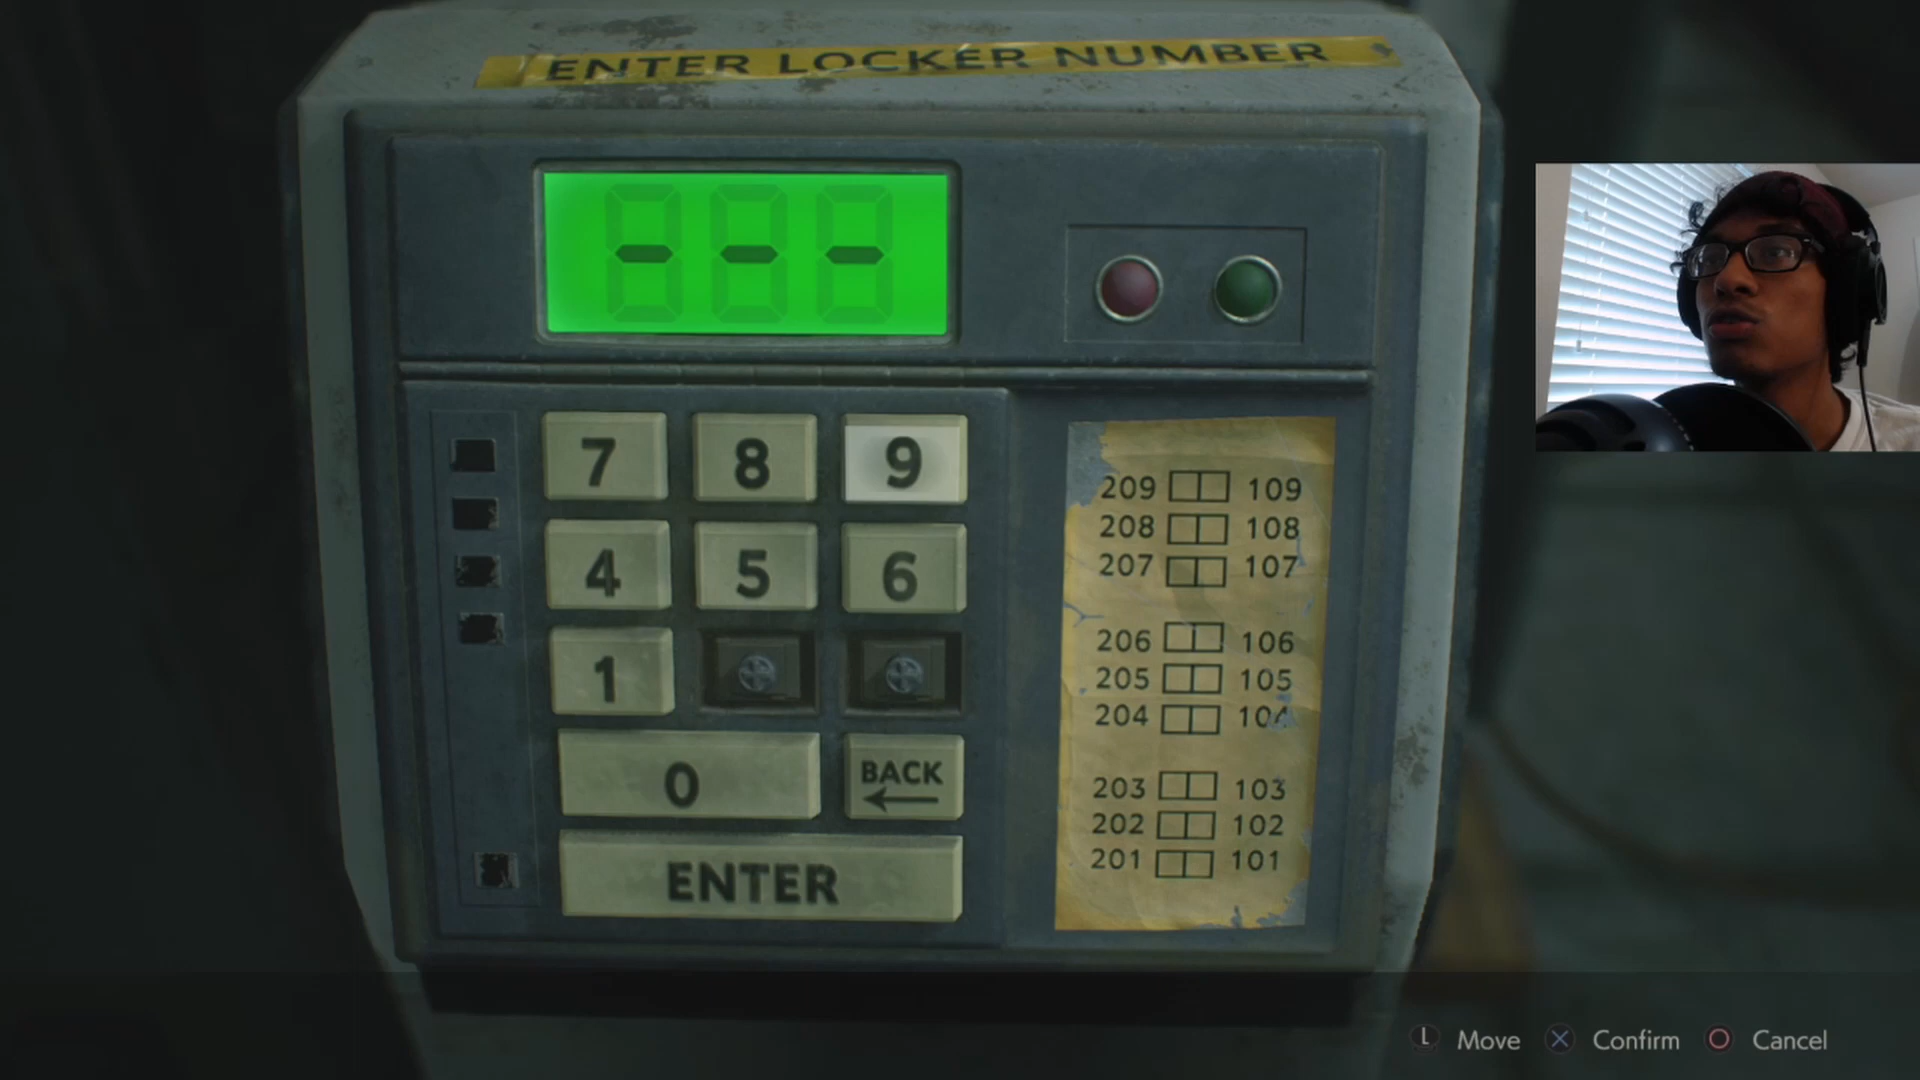 ENTER LOCKER NUMBER
---
7 8 9
4 5 6
1
0 BACK
ENTER
209 109
208 108
207 107
206 106
205 105
204 104
203 103
202 102
201 101
L Move Confirm Cancel